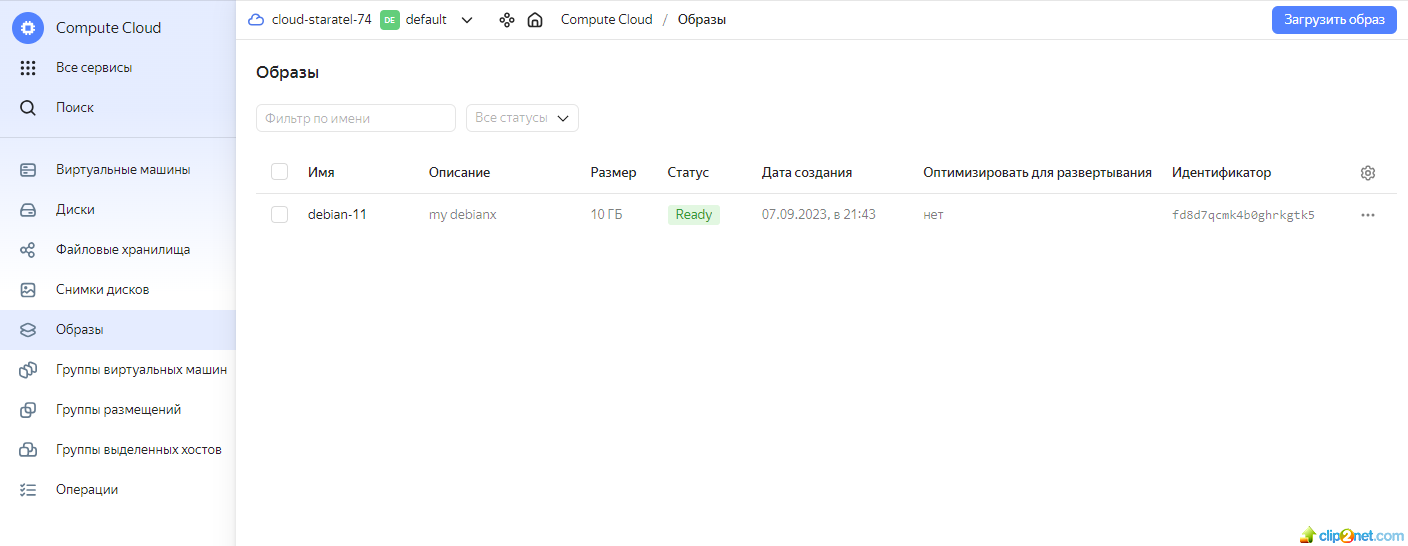 Compute Cloud
Все сервисы
Поиск
Виртуальные машины
Диски
Файловые хранилища
Снимки дисков
Образы
Группы виртуальных машин
Группы размещений
Группы выделенных хостов
Операции
cloud-staratel-74 DE default Compute Cloud / Образы Загрузить образ
Образы
Фильтр по имени Все статусы
Имя Описание Размер Статус Дата создания Оптимизировать для развертывания Идентификатор
debian-11 my debianx 10 ГБ Ready 07.09.2023, в 21:43 нет fd8d7qcmk4b0ghrkgtk5
clip2net.com